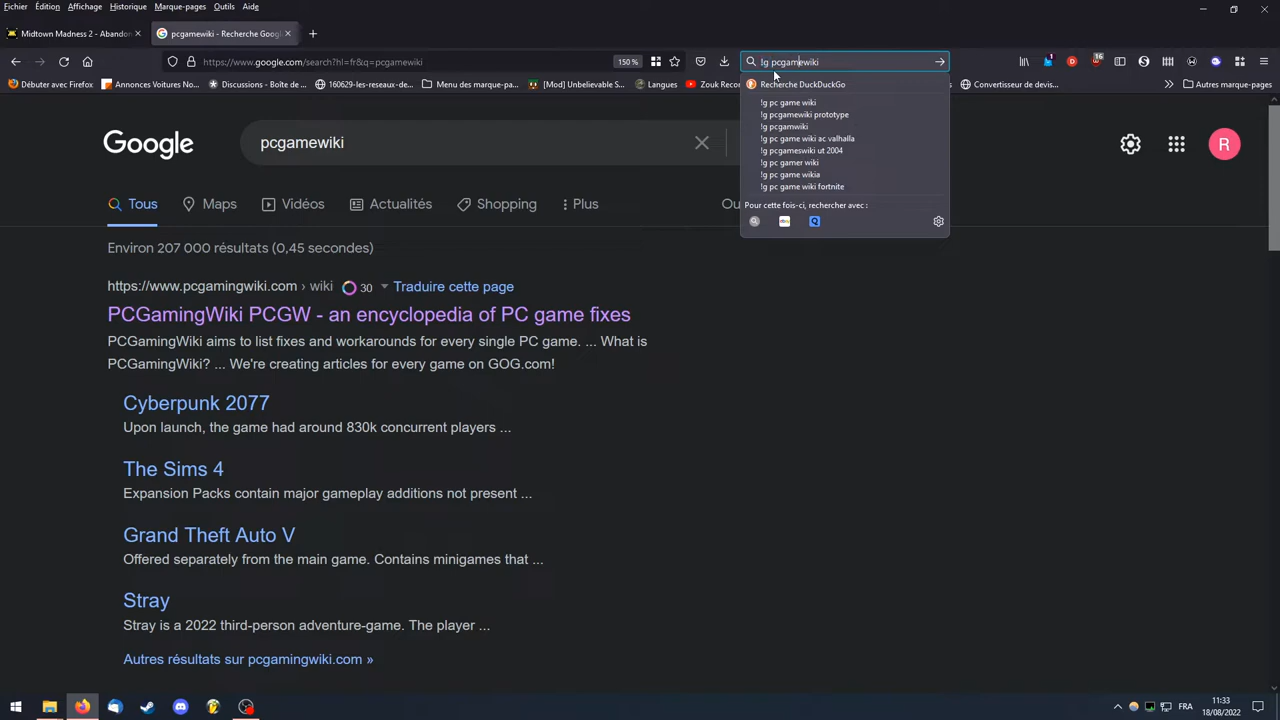 Fichier Édition Affichage Historique Marque-pages Outils Aide
Midtown Madness 2 - Abandon
pcgamewiki - Recherche Google
https://www.google.com/search?hl=fr&q=pcgamewiki
150 %
!g pcgamewiki
Débuter avec Firefox
Annonces Voitures No...
Discussions - Boîte de ...
160629-les-reseaux-de...
Menu des marque-pa...
[Mod] [Unbelievable S...
Langues
Zouk Recor
Convertisseur de devis...
Autres marque-pages
Recherche DuckDuckGo
!g pc game wiki
!g pcgamewiki prototype
!g pcgamwiki
!g pc game wiki ac valhalla
!g pcgameswiki ut 2004
!g pc gamer wiki
!g pc game wikia
!g pc game wiki fortnite
Pour cette fois-ci, rechercher avec :
Google
pcgamewiki
R
Tous Maps Vidéos Actualités Shopping Plus Ou
Environ 207 000 résultats (0,45 secondes)
https://www.pcgamingwiki.com › wiki 30 Traduire cette page
PCGamingWiki PCGW - an encyclopedia of PC game fixes
PCGamingWiki aims to list fixes and workarounds for every single PC game. ... What is
PCGamingWiki? ... We're creating articles for every game on GOG.com!
Cyberpunk 2077
Upon launch, the game had around 830k concurrent players ...
The Sims 4
Expansion Packs contain major gameplay additions not present ...
Grand Theft Auto V
Offered separately from the main game. Contains minigames that ...
Stray
Stray is a 2022 third-person adventure-game. The player ...
Autres résultats sur pcgamingwiki.com »
FRA
11:33
18/08/2022